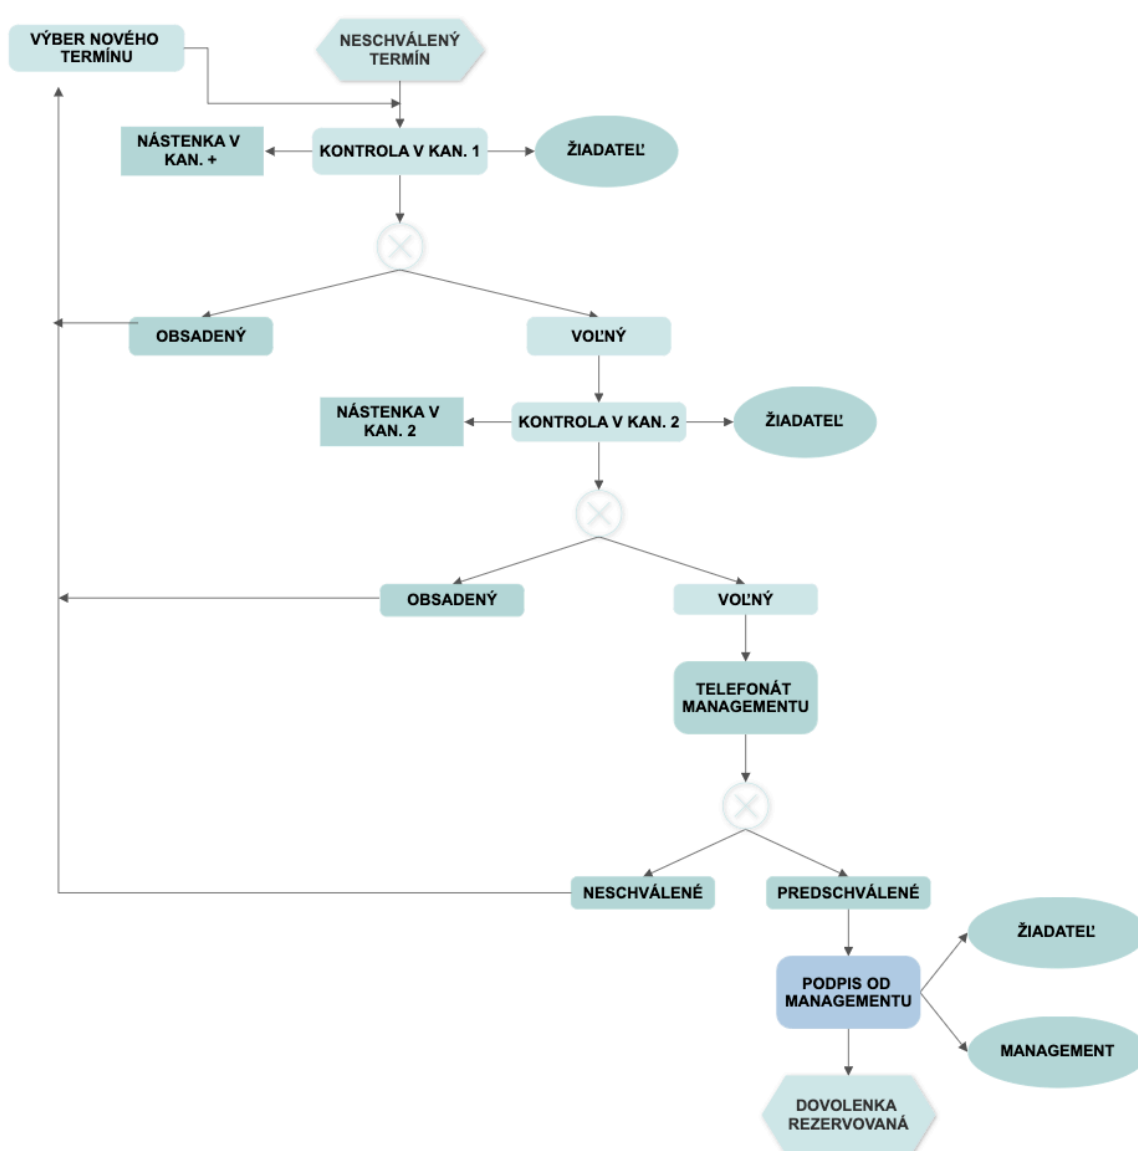 VÝBER NOVÉHO
TERMÍNU
NESCHVÁLENÝ
TERMÍN
NÁSTENKA V
KAN. +
KONTROLA V KAN. 1
ŽIADATEĽ
OBSADENÝ
VOĽNÝ
NÁSTENKA V
KAN. 2
KONTROLA V KAN. 2
ŽIADATEĽ
OBSADENÝ
VOĽNÝ
TELEFONÁT
MANAGEMENTU
NESCHVÁLENÉ
PREDSCHVÁLENÉ
ŽIADATEĽ
PODPIS OD
MANAGEMENTU
MANAGEMENT
DOVOLENKA
REZERVOVANÁ